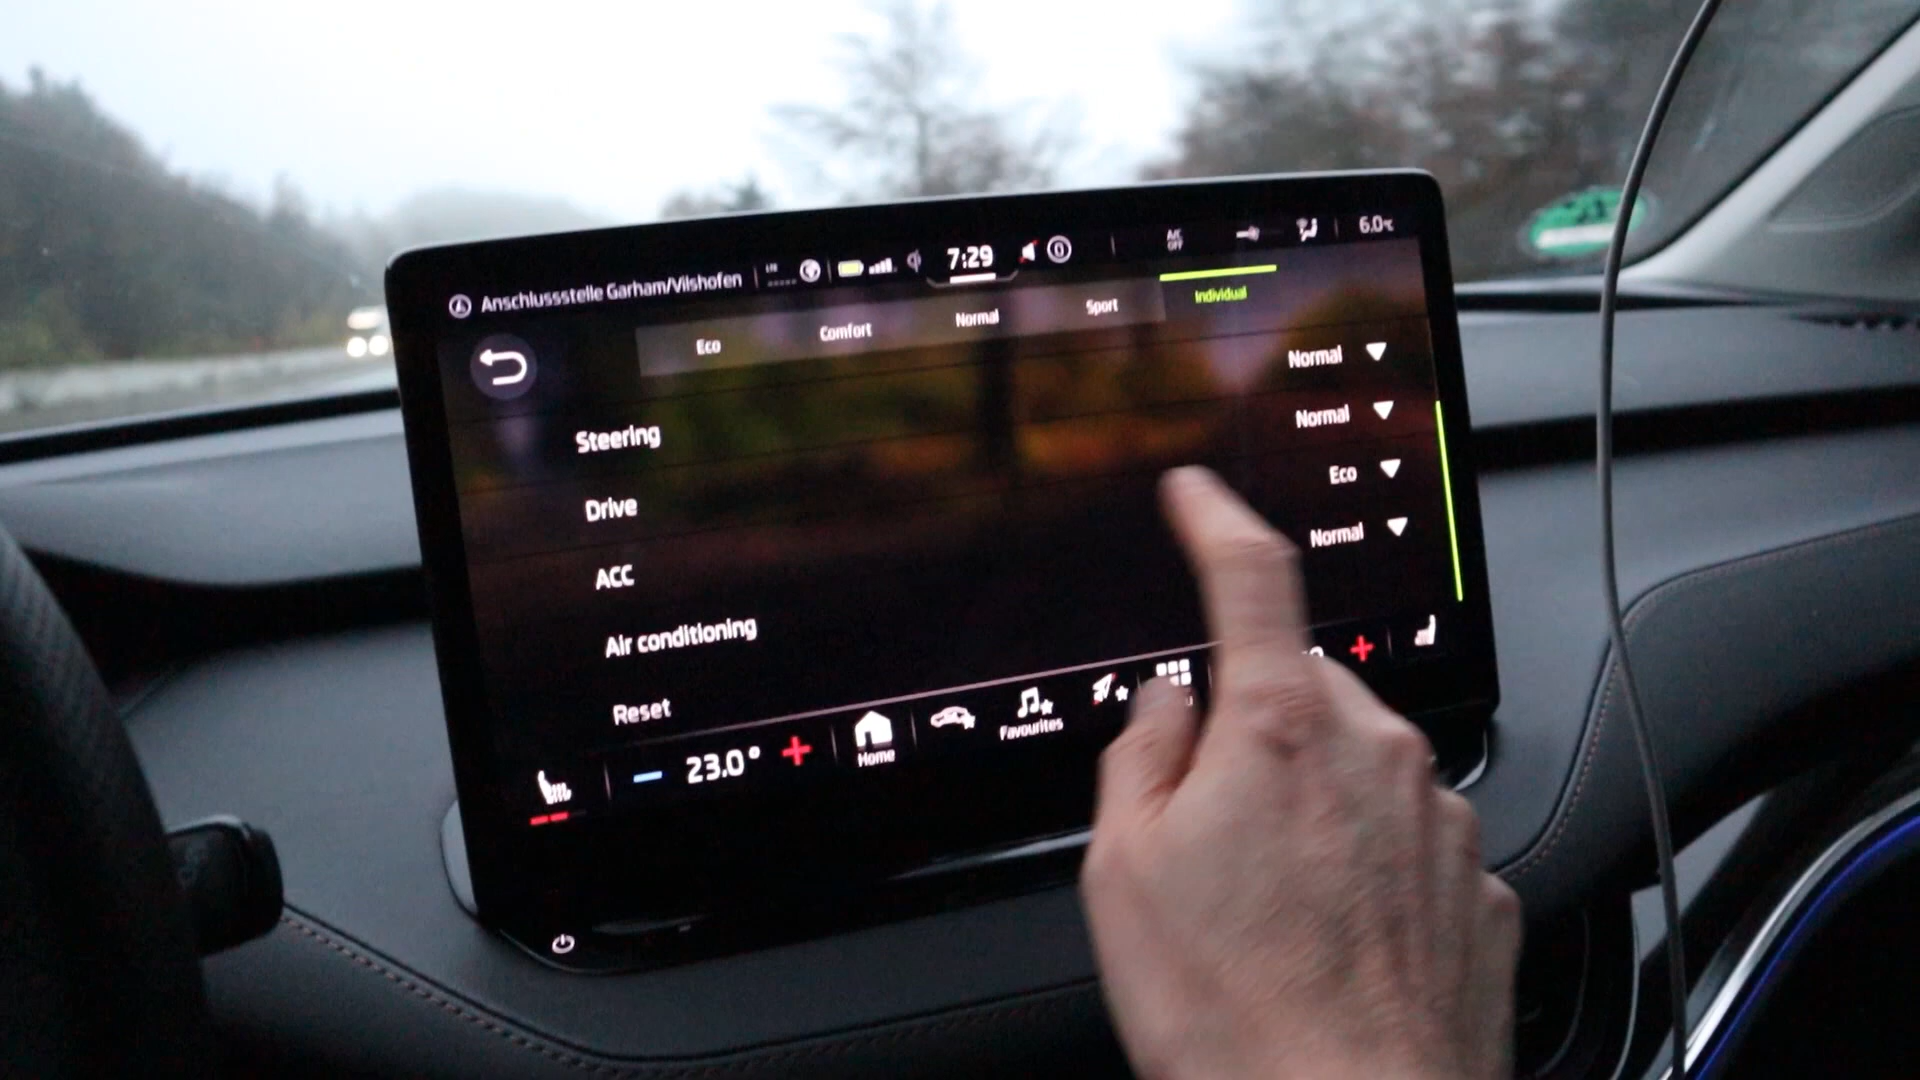 Anschlussstelle Garham/Vilshofen
LTE
7:29
A/C
OFF
6.0°C
Eco
Comfort
Normal
Sport
Individual
Steering
Normal
Drive
Normal
ACC
Eco
Air conditioning
Normal
Reset
23.0°
Home
Favourites